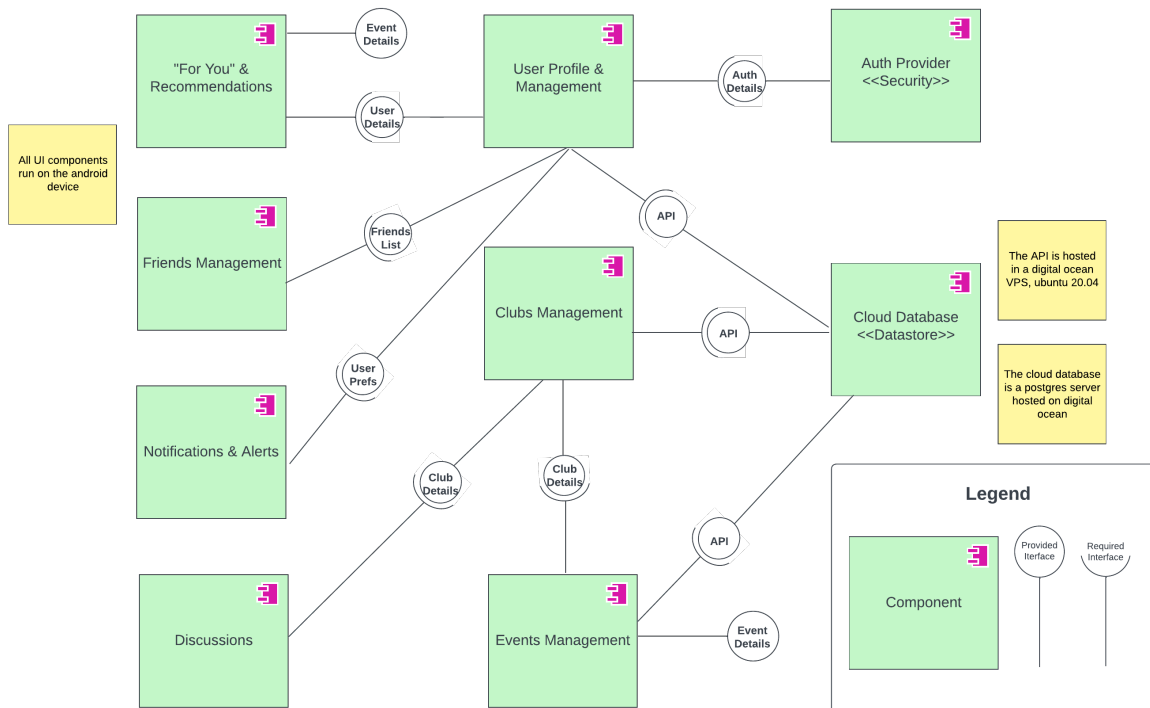 Event
Details
"For You" &
Recommendations
User Profile &
Management
Auth Provider
<<Security>>
Auth
Details
User
Details
All UI components
run on the android
device
Friends Management
Friends
List
API
The API is hosted
in a digital ocean
VPS, ubuntu 20.04
Clubs Management
API
Cloud Database
<<Datastore>>
User
Prefs
The cloud database
is a postgres server
hosted on digital
ocean
Notifications & Alerts
Club
Details
Club
Details
API
Legend
Provided
Iterface
Required
Interface
Component
Discussions
Events Management
Event
Details